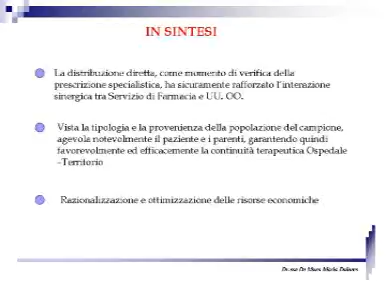 IN SINTESI
La distribuzione diretta, come momento di verifica della
prescrizione specialistica, ha sicuramente rafforzato l'interazione
sinergica tra Servizio di Farmacia e UU. OO.
Vista la tipologia e la provenienza della popolazione del campione,
agevola notevolmente il paziente e i parenti, garantendo quindi
favorevolmente ed efficacemente la continuità terapeutica Ospedale
-Territorio
Razionalizzazione e ottimizzazione delle risorse economiche
Maria Dolores